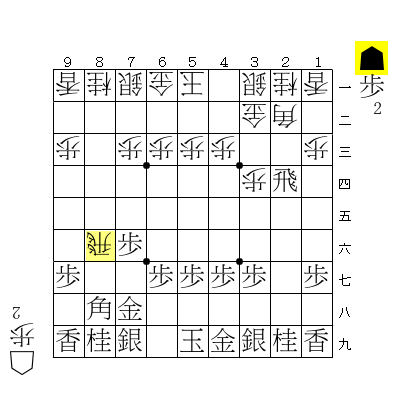 9 8 7 6 5 4 3 2 1
香 桂 銀 金 王 銀 桂 香 一
金 角 二
歩 歩 歩 歩 歩 歩 三
歩 飛 四
五
飛 歩 六
歩 歩 歩 歩 歩 歩 七
角 金 八
香 桂 銀 玉 金 銀 桂 香 九
歩 2
歩 2